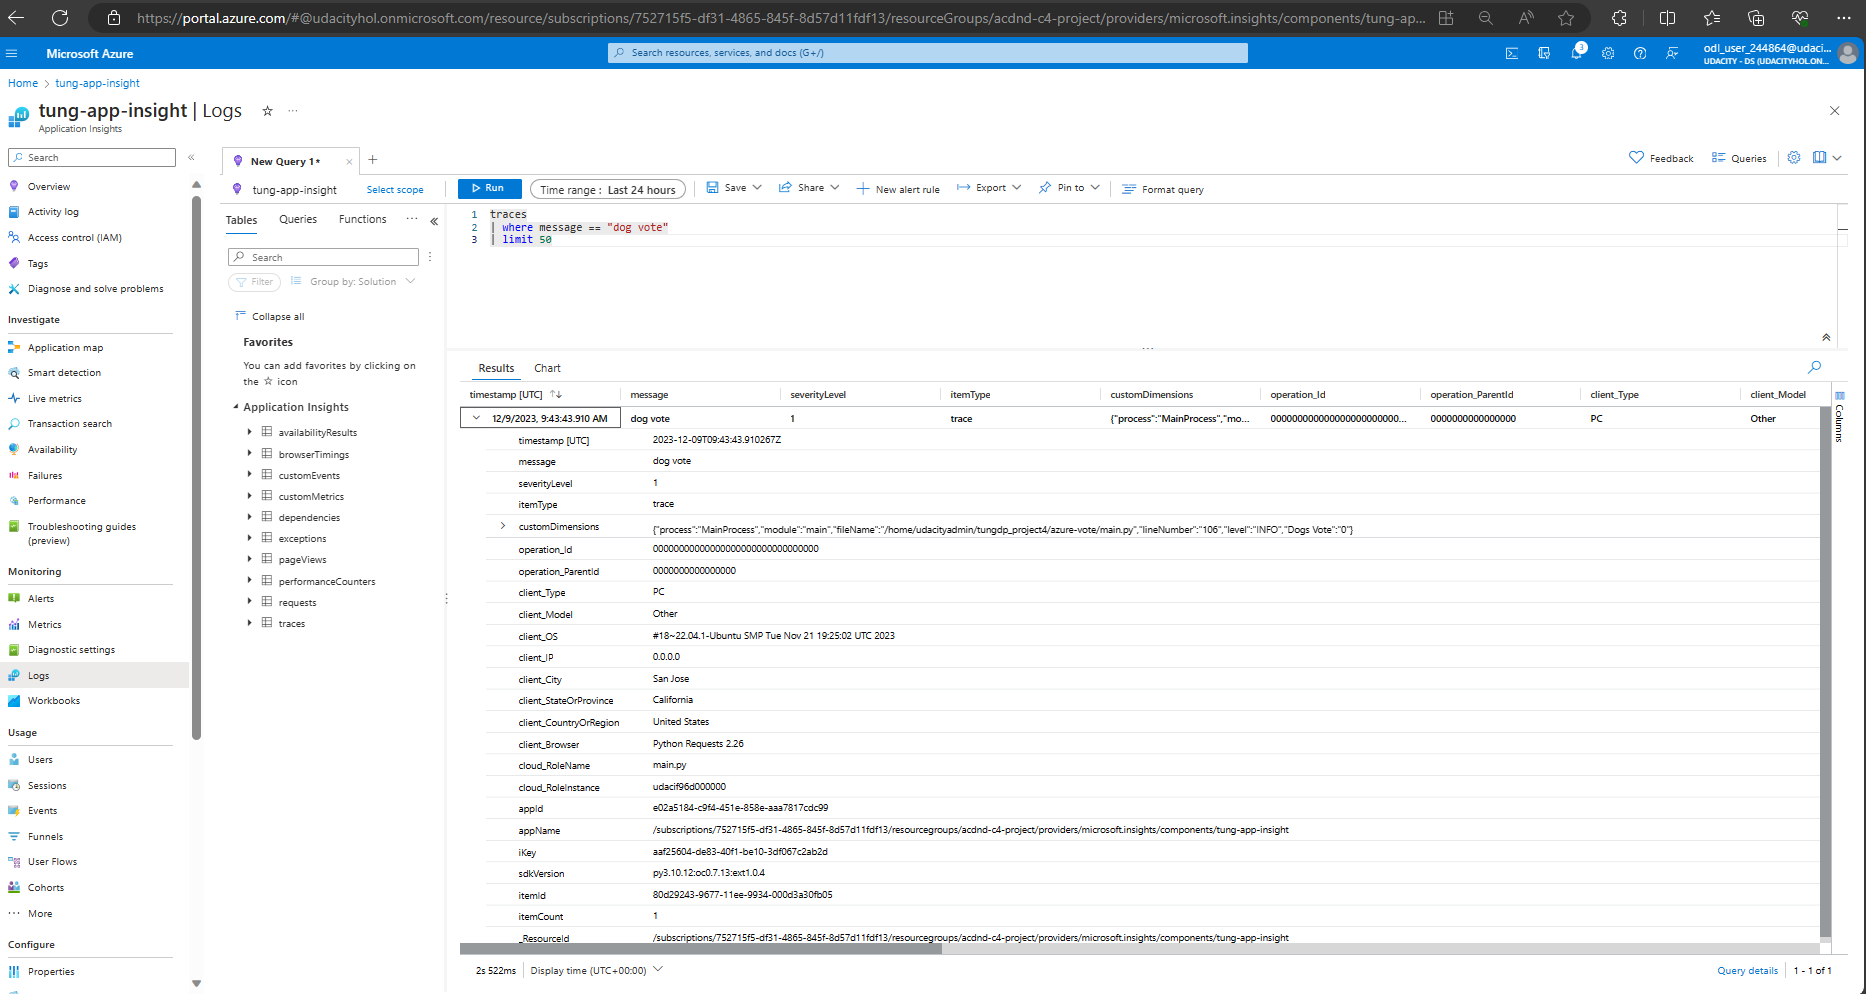 https://portal.azure.com/#@udacityhol.onmicrosoft.com/resource/subscriptions/752715f5-df31-4865-845f-8d57d11fdf13/resourceGroups/acdnd-c4-project/providers/microsoft.insights/components/tung-ap...
Microsoft Azure
Search resources, services, and docs (G+/)
3
odl_user_244864@udaci...
UDACITY - DS (UDACITYHOL.ON...
Home > tung-app-insight
tung-app-insight | Logs
Application Insights
Search
Overview
Activity log
Access control (IAM)
Tags
Diagnose and solve problems
Investigate
Application map
Smart detection
Live metrics
Transaction search
Availability
Failures
Performance
Troubleshooting guides
(preview)
Monitoring
Alerts
Metrics
Diagnostic settings
Logs
Workbooks
Usage
Users
Sessions
Events
Funnels
User Flows
Cohorts
More
Configure
Properties
New Query 1*
Feedback
Queries
tung-app-insight
Select scope
Run
Time range : Last 24 hours
Save
Share
New alert rule
Export
Pin to
Format query
Tables
Queries
Functions
Search
Filter
Group by: Solution
Collapse all
Favorites
You can add favorites by clicking on
the ☆ icon
Application Insights
availabilityResults
browserTimings
customEvents
customMetrics
dependencies
exceptions
pageViews
performanceCounters
requests
traces
1 traces
2 | where message == "dog vote"
3 | limit 50
Results
Chart
timestamp [UTC] message severityLevel itemType customDimensions operation_Id operation_ParentId client_Type client_Model
12/9/2023, 9:43:43.910 AM dog vote 1 trace {"process":"MainProcess","mo... 00000000000000000000000... 0000000000000000 PC Other
timestamp [UTC] 2023-12-09T09:43:43.910267Z
message dog vote
severityLevel 1
itemType trace
customDimensions {"process":"MainProcess","module":"main","fileName":"/home/udacityadmin/tungdp_project4/azure-vote/main.py","lineNumber":"106","level":"INFO","Dogs Vote":"0"}
operation_Id 00000000000000000000000000000000
operation_ParentId 0000000000000000
client_Type PC
client_Model Other
client_OS #18~22.04.1-Ubuntu SMP Tue Nov 21 19:25:02 UTC 2023
client_IP 0.0.0.0
client_City San Jose
client_StateOrProvince California
client_CountryOrRegion United States
client_Browser Python Requests 2.26
cloud_RoleName main.py
cloud_RoleInstance udacif96d000000
appId e02a5184-c9f4-451e-858e-aaa7817cdc99
appName /subscriptions/752715f5-df31-4865-845f-8d57d11fdf13/resourcegroups/acdnd-c4-project/providers/microsoft.insights/components/tung-app-insight
iKey aaf25604-de83-40f1-be10-3df067c2ab2d
sdkVersion py3.10.12:oc0.7.13:ext1.0.4
itemId 80d29243-9677-11ee-9934-000d3a30fb05
itemCount 1
_ResourceId /subscriptions/752715f5-df31-4865-845f-8d57d11fdf13/resourcegroups/acdnd-c4-project/providers/microsoft.insights/components/tung-app-insight
Columns
2s 522ms
Display time (UTC+00:00)
Query details
1 - 1 of 1